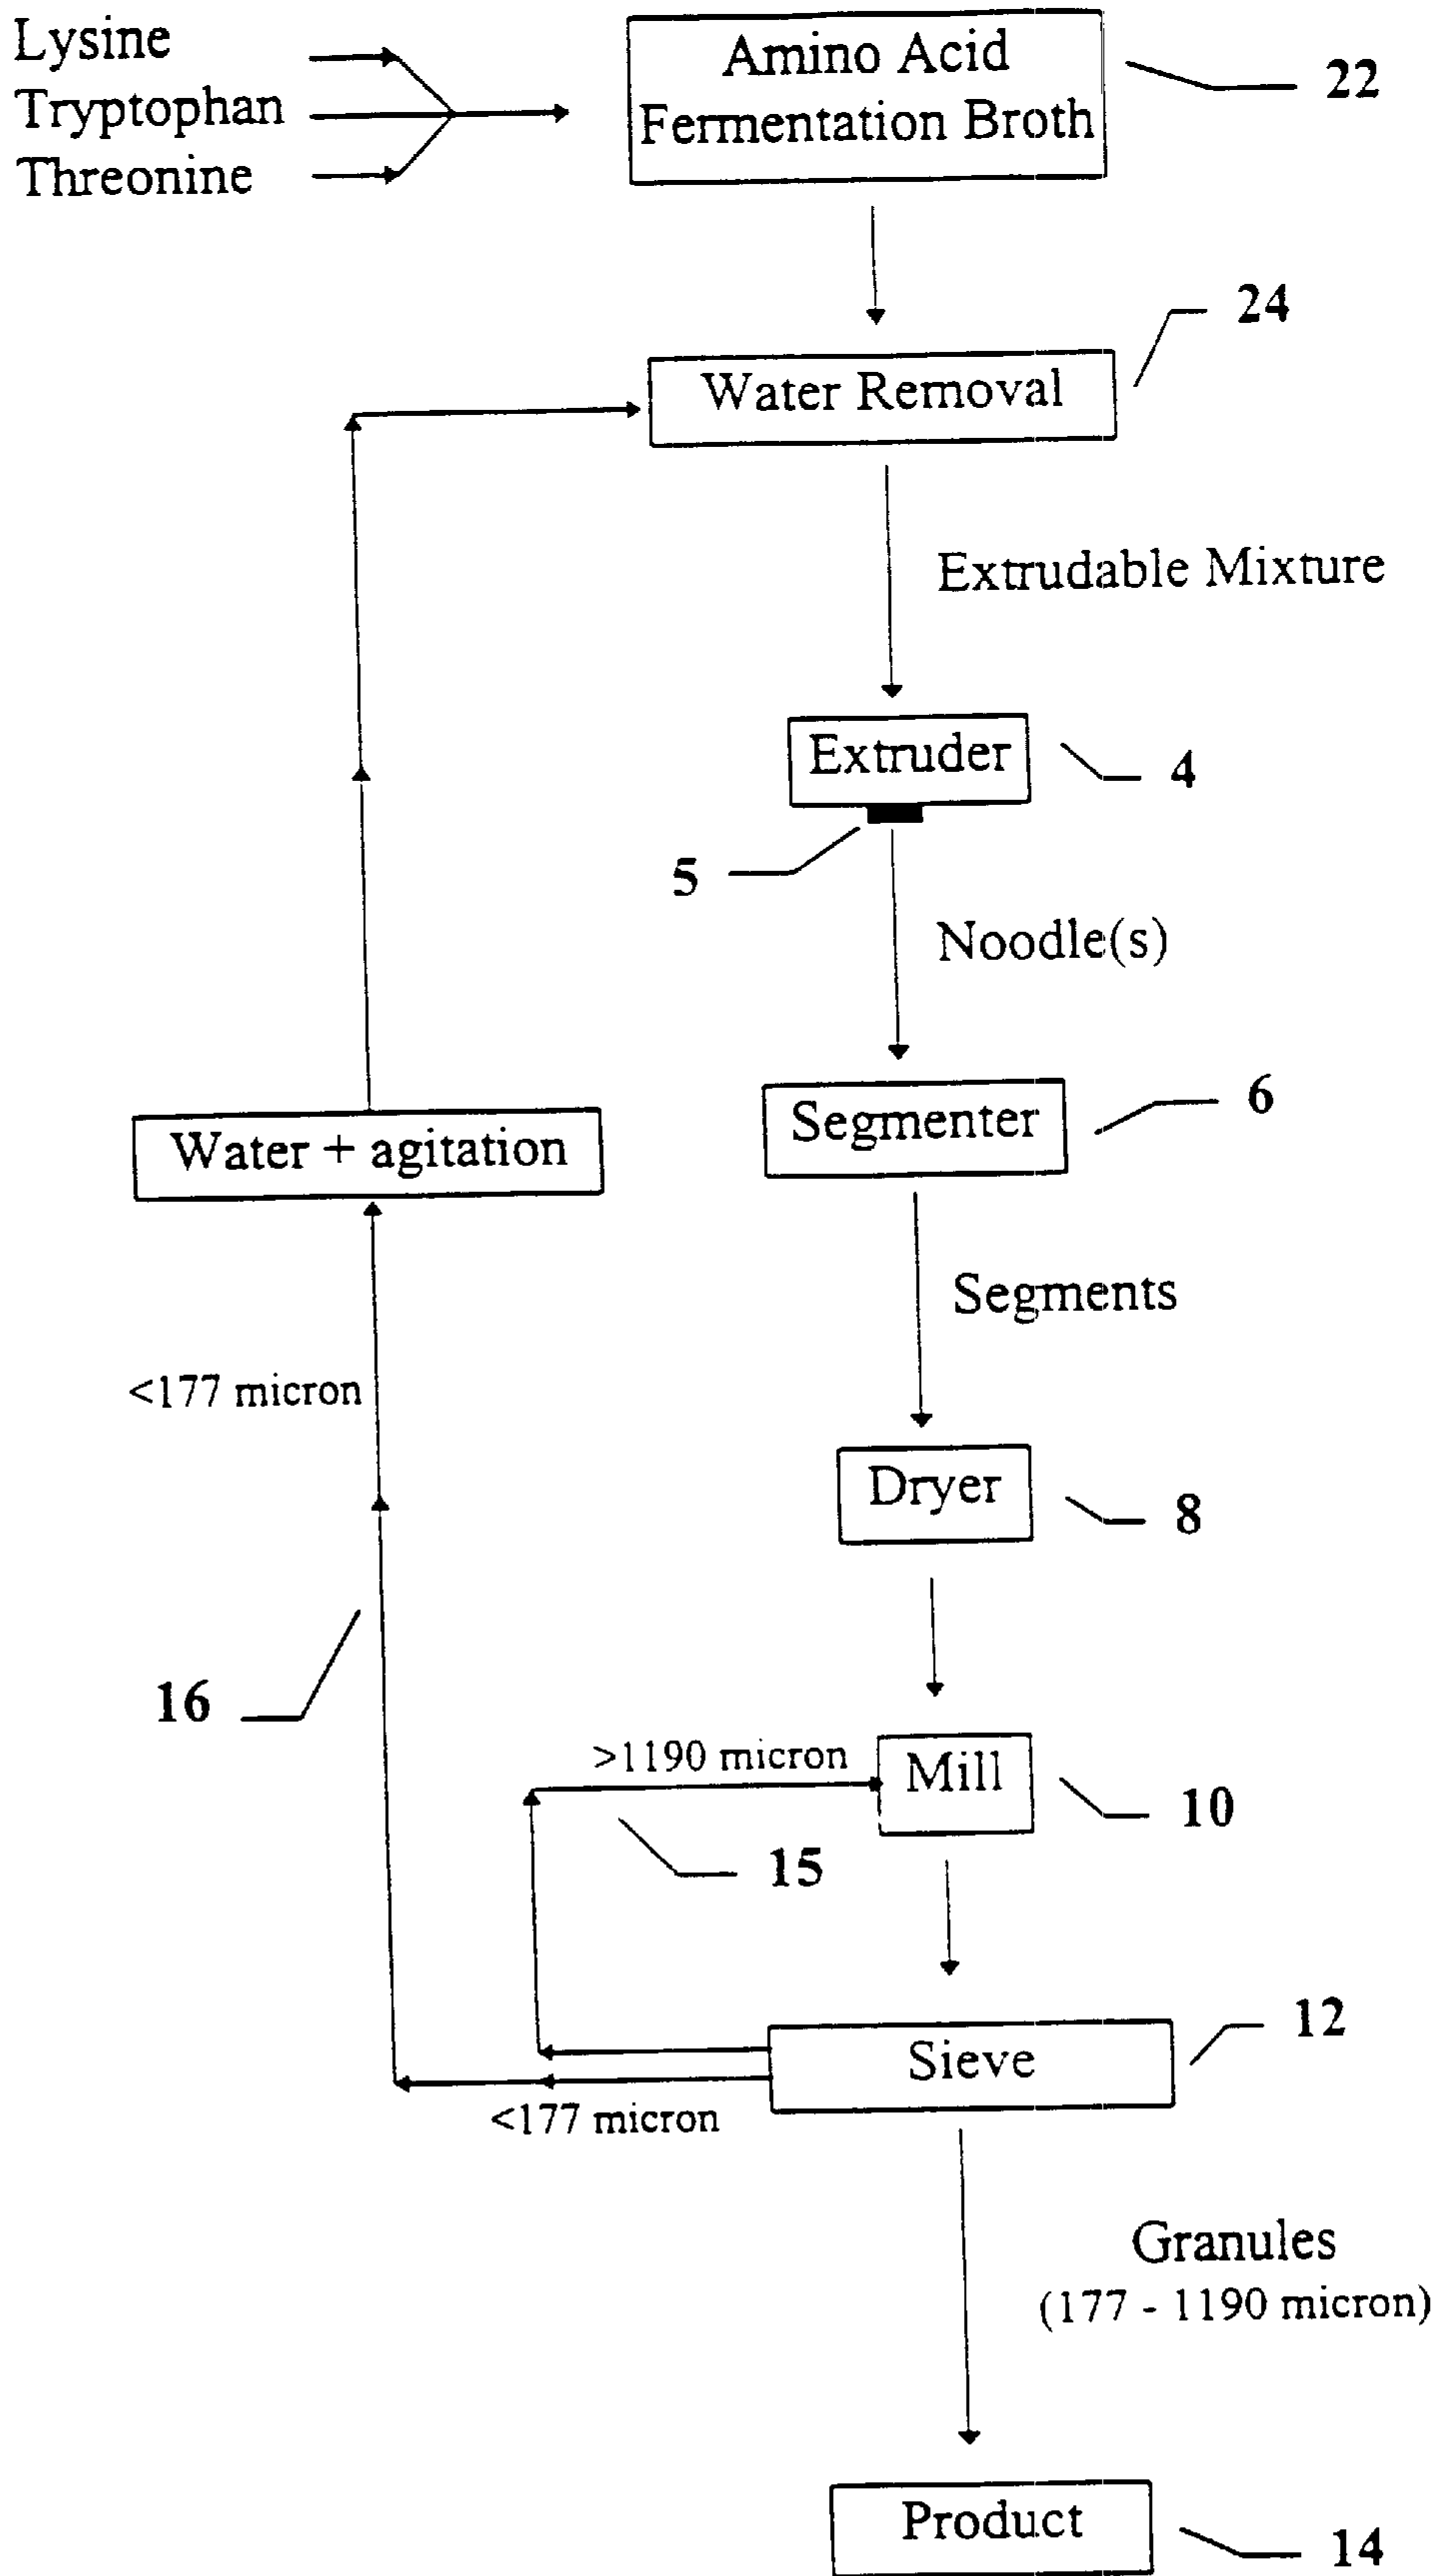 Lysine
Tryptophan
Threonine
Amino Acid
Fermentation Broth
22
24
Water Removal
Extrudable Mixture
Extruder
4
5
Noodle(s)
Segmenter
6
Water + agitation
Segments
<177 micron
Dryer
8
16
>1190 micron
Mill
10
15
12
Sieve
<177 micron
Granules
(177 - 1190 micron)
Product
14